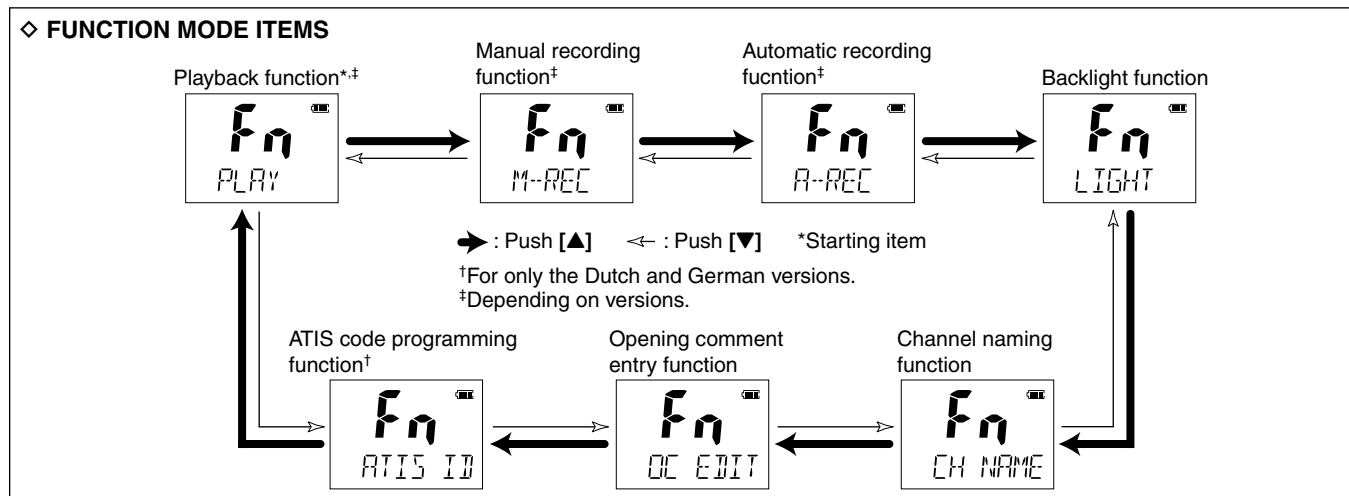 ◇ FUNCTION MODE ITEMS
Playback function*,‡
Manual recording
function‡
Automatic recording
fucntion‡
Backlight function
Fn
PLAY
Fn
M-REC
Fn
A-REC
Fn
LIGHT
➡ : Push [▲] ⇽ : Push [▼] *Starting item
†For only the Dutch and German versions.
‡Depending on versions.
ATIS code programming
function†
Opening comment
entry function
Channel naming
function
Fn
ATIS ID
Fn
OC EDIT
Fn
CH NAME